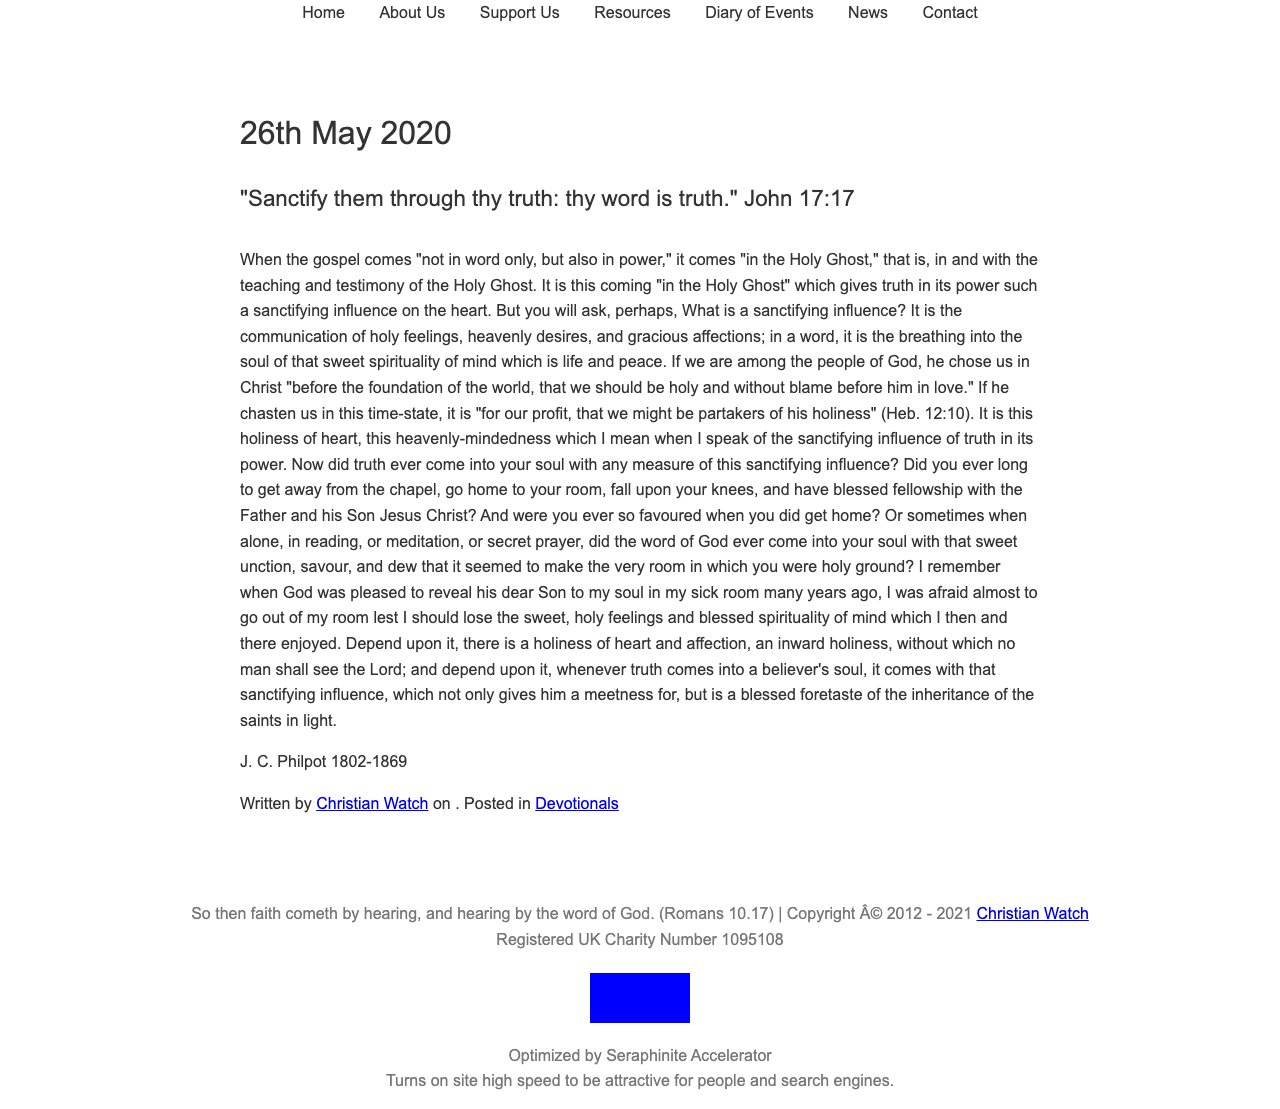 Home About Us Support Us Resources Diary of Events News Contact
26th May 2020
"Sanctify them through thy truth: thy word is truth." John 17:17
When the gospel comes "not in word only, but also in power," it comes "in the Holy Ghost," that is, in and with the
teaching and testimony of the Holy Ghost. It is this coming "in the Holy Ghost" which gives truth in its power such
a sanctifying influence on the heart. But you will ask, perhaps, What is a sanctifying influence? It is the
communication of holy feelings, heavenly desires, and gracious affections; in a word, it is the breathing into the
soul of that sweet spirituality of mind which is life and peace. If we are among the people of God, he chose us in
Christ "before the foundation of the world, that we should be holy and without blame before him in love." If he
chasten us in this time-state, it is "for our profit, that we might be partakers of his holiness" (Heb. 12:10). It is this
holiness of heart, this heavenly-mindedness which I mean when I speak of the sanctifying influence of truth in its
power. Now did truth ever come into your soul with any measure of this sanctifying influence? Did you ever long
to get away from the chapel, go home to your room, fall upon your knees, and have blessed fellowship with the
Father and his Son Jesus Christ? And were you ever so favoured when you did get home? Or sometimes when
alone, in reading, or meditation, or secret prayer, did the word of God ever come into your soul with that sweet
unction, savour, and dew that it seemed to make the very room in which you were holy ground? I remember
when God was pleased to reveal his dear Son to my soul in my sick room many years ago, I was afraid almost to
go out of my room lest I should lose the sweet, holy feelings and blessed spirituality of mind which I then and
there enjoyed. Depend upon it, there is a holiness of heart and affection, an inward holiness, without which no
man shall see the Lord; and depend upon it, whenever truth comes into a believer's soul, it comes with that
sanctifying influence, which not only gives him a meetness for, but is a blessed foretaste of the inheritance of the
saints in light.
J. C. Philpot 1802-1869
Written by Christian Watch on . Posted in Devotionals
So then faith cometh by hearing, and hearing by the word of God. (Romans 10.17) | Copyright Â© 2012 - 2021 Christian Watch
Registered UK Charity Number 1095108
Optimized by Seraphinite Accelerator
Turns on site high speed to be attractive for people and search engines.